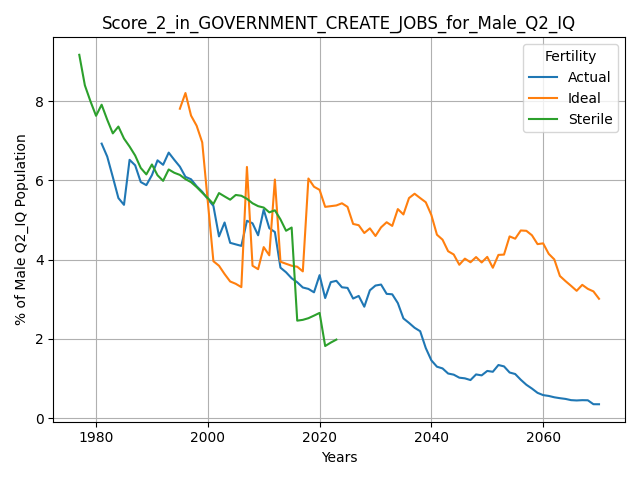 Score_2_in_GOVERNMENT_CREATE_JOBS_for_Male_Q2_IQ
Fertility
Actual
Ideal
Sterile
% of Male Q2_IQ Population
8
6
4
2
0
1980 2000 2020 2040 2060
Years